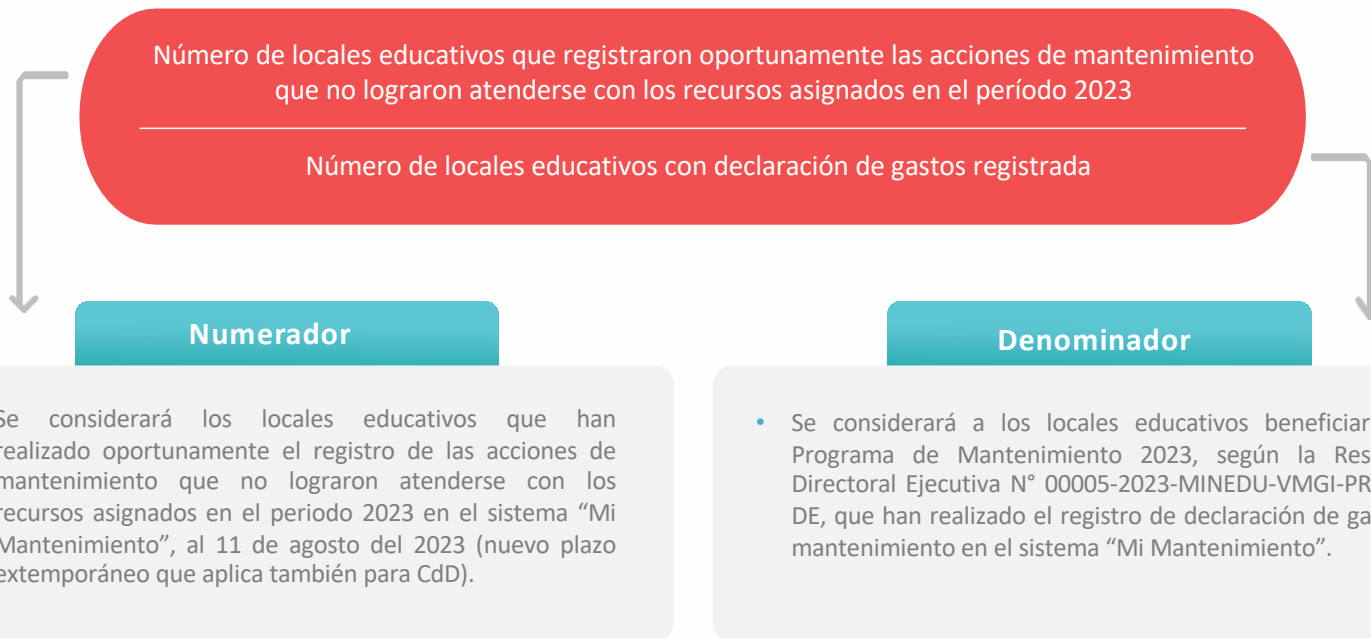 Número de locales educativos que registraron oportunamente las acciones de mantenimiento
que no lograron atenderse con los recursos asignados en el período 2023
Número de locales educativos con declaración de gastos registrada
Numerador
Se considerará los locales educativos que han
realizado oportunamente el registro de las acciones de
mantenimiento que no lograron atenderse con los
recursos asignados en el periodo 2023 en el sistema “Mi
Mantenimiento”, al 11 de agosto del 2023 (nuevo plazo
extemporáneo que aplica también para CdD).
Denominador
• Se considerará a los locales educativos beneficiar
Programa de Mantenimiento 2023, según la Res
Directoral Ejecutiva N° 00005-2023-MINEDU-VMGI-PR
DE, que han realizado el registro de declaración de ga
mantenimiento en el sistema “Mi Mantenimiento”.